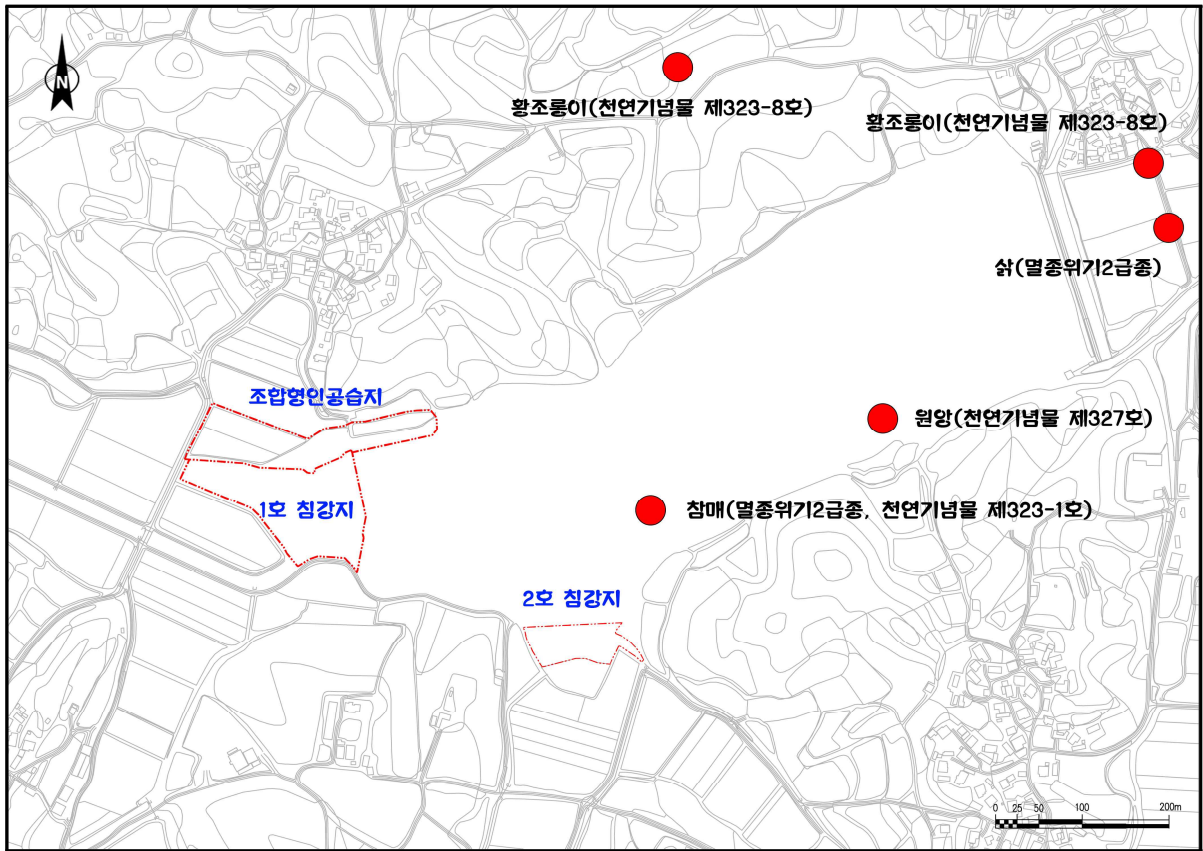 N
황조롱이(천연기념물 제323-8호)
황조롱이(천연기념물 제323-8호)
삵(멸종위기2급종)
조합형인공습지
원앙(천연기념물 제327호)
1호 침강지
참매(멸종위기2급종, 천연기념물 제323-1호)
2호 침강지
0 25 50 100 200m